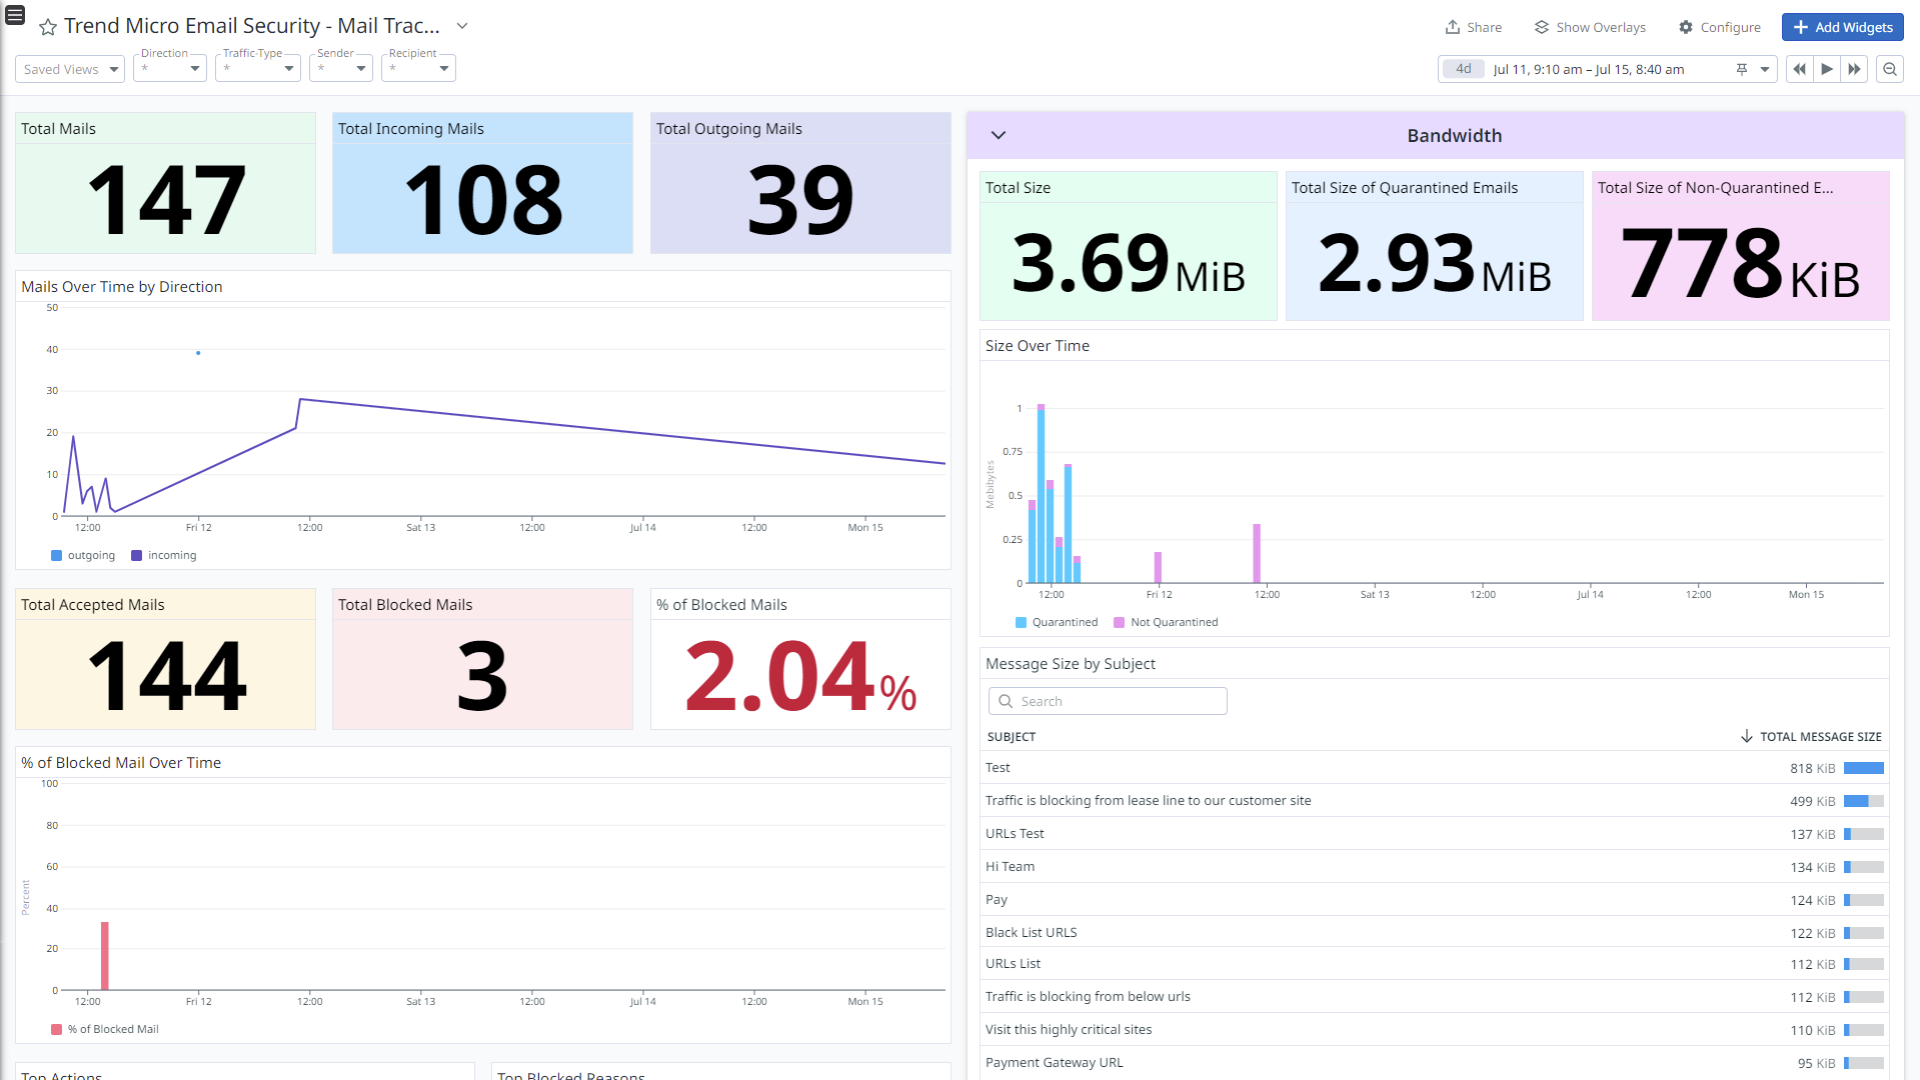 Trend Micro Email Security - Mail Trac...
Share
Show Overlays
Configure
Add Widgets
Saved Views
Direction
*
Traffic-Type
*
Sender
*
Recipient
*
4d
Jul 11, 9:10 am – Jul 15, 8:40 am
Total Mails
147
Total Incoming Mails
108
Total Outgoing Mails
39
Mails Over Time by Direction
50
40
30
20
10
0
12:00
Fri 12
12:00
Sat 13
12:00
Jul 14
12:00
Mon 15
outgoing
incoming
Total Accepted Mails
144
Total Blocked Mails
3
% of Blocked Mails
2.04%
% of Blocked Mail Over Time
Percent
100
80
60
40
20
0
12:00
Fri 12
12:00
Sat 13
12:00
Jul 14
12:00
Mon 15
% of Blocked Mail
Top Actions
Top Blocked Reasons
Bandwidth
Total Size
3.69 MiB
Total Size of Quarantined Emails
2.93 MiB
Total Size of Non-Quarantined E...
778 KiB
Size Over Time
Mebibytes
1
0.75
0.5
0.25
0
12:00
Fri 12
12:00
Sat 13
12:00
Jul 14
12:00
Mon 15
Quarantined
Not Quarantined
Message Size by Subject
Search
SUBJECT
TOTAL MESSAGE SIZE
Test 818 KiB
Traffic is blocking from lease line to our customer site 499 KiB
URLs Test 137 KiB
Hi Team 134 KiB
Pay 124 KiB
Black List URLS 122 KiB
URLs List 112 KiB
Traffic is blocking from below urls 112 KiB
Visit this highly critical sites 110 KiB
Payment Gateway URL 95 KiB